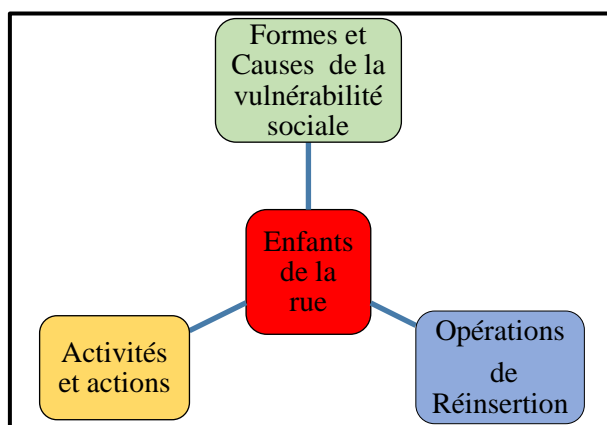 Formes et
Causes de la
vulnérabilité
sociale
Enfants
de la
rue
Activités
et actions
Opérations
de
Réinsertion